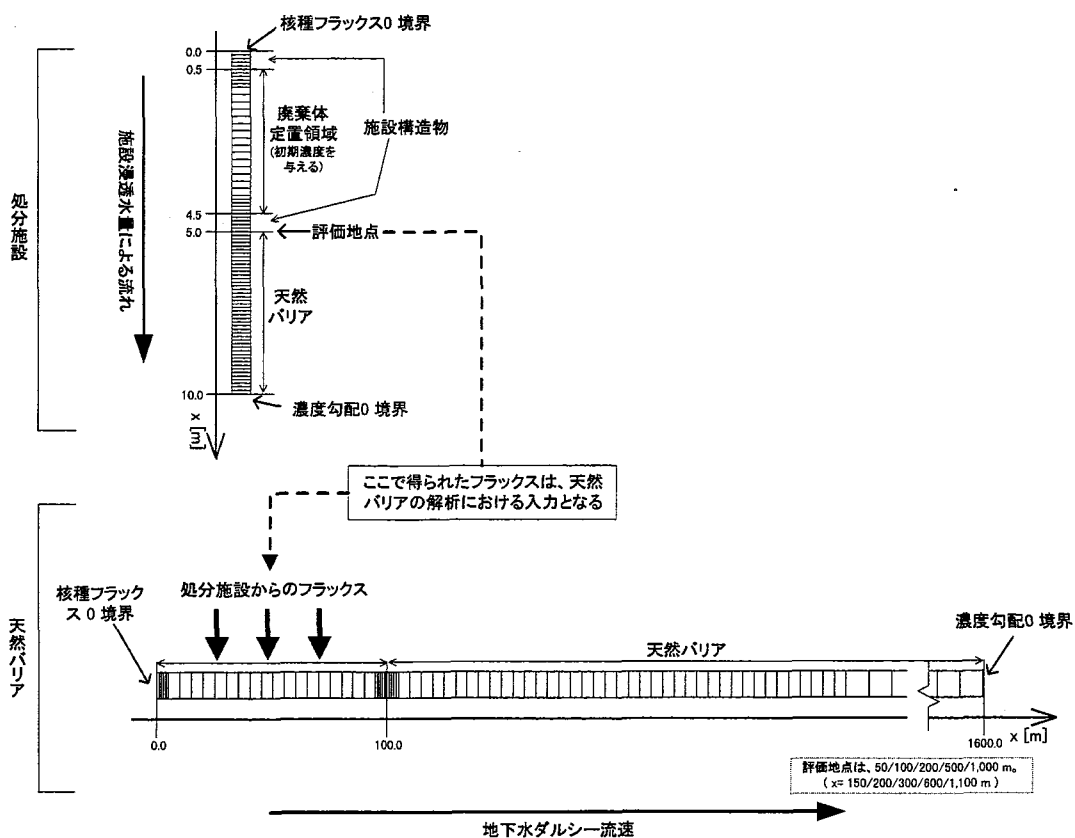 核種フラックス0 境界
0.0
0.5
廃棄体
定置領域
(初期濃度を
与える)
施設構造物
施設浸透水量による流れ
処分施設
4.5
5.0
評価地点
天然
バリア
10.0
濃度勾配0 境界
x [m]
ここで得られたフラックスは、天然
バリアの解析における入力となる
核種フラック
ス 0 境界
処分施設からのフラックス
濃度勾配0 境界
天然バリア
天然バリア
0.0
100.0
1600.0
x [m]
評価地点は、50/100/200/500/1,000 m。
( x= 150/200/300/600/1,100 m )
地下水ダルシー流速